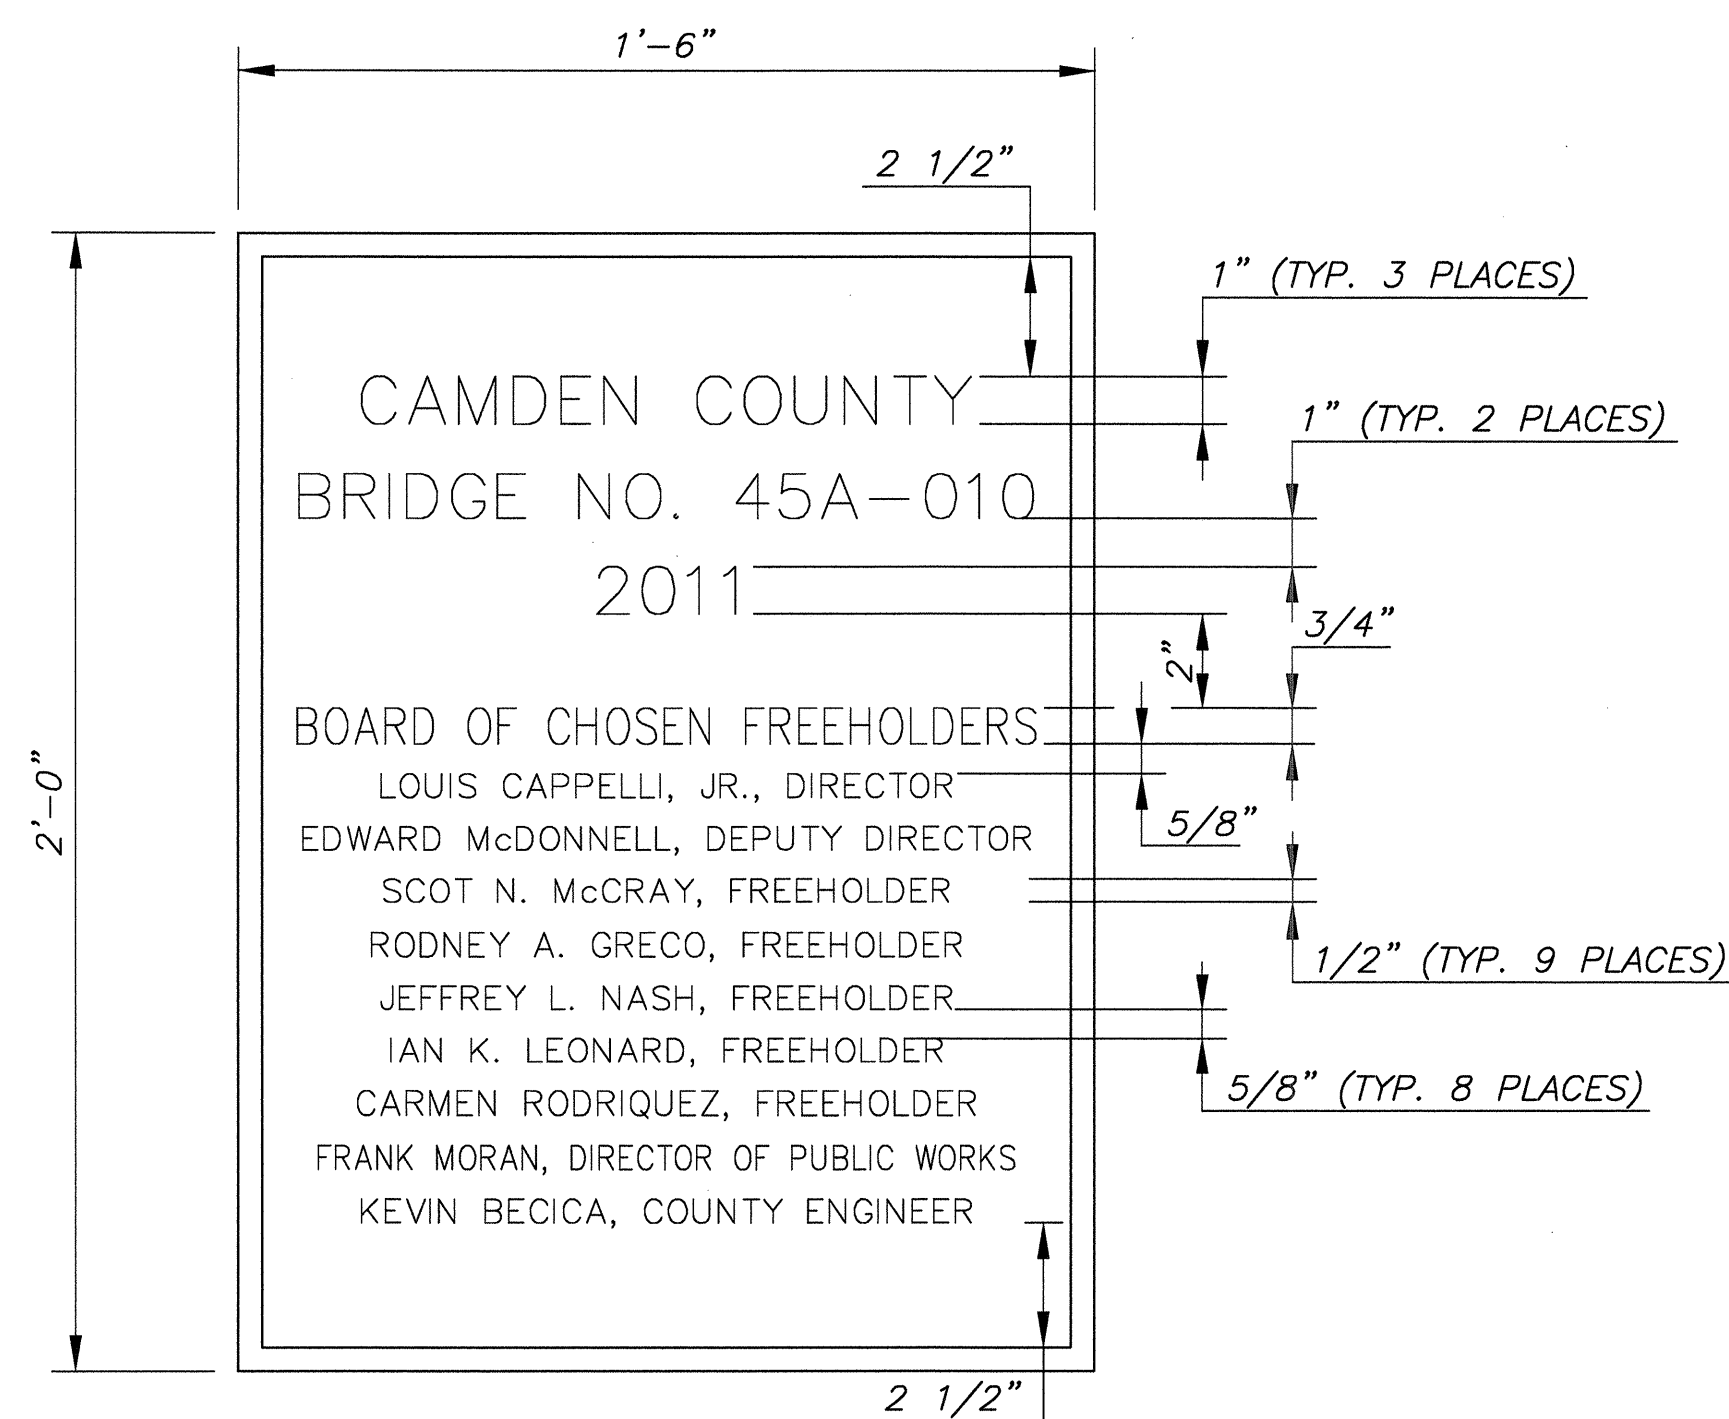 1'-6"
2 1/2"
1" (TYP. 3 PLACES)
CAMDEN COUNTY
1" (TYP. 2 PLACES)
BRIDGE NO. 45A-010
2011
3/4"
2"
BOARD OF CHOSEN FREEHOLDERS
2'-0"
LOUIS CAPPELLI, JR., DIRECTOR
5/8"
EDWARD McDONNELL, DEPUTY DIRECTOR
SCOT N. McCRAY, FREEHOLDER
RODNEY A. GRECO, FREEHOLDER
1/2" (TYP. 9 PLACES)
JEFFREY L. NASH, FREEHOLDER
IAN K. LEONARD, FREEHOLDER
5/8" (TYP. 8 PLACES)
CARMEN RODRIQUEZ, FREEHOLDER
FRANK MORAN, DIRECTOR OF PUBLIC WORKS
KEVIN BECICA, COUNTY ENGINEER
2 1/2"